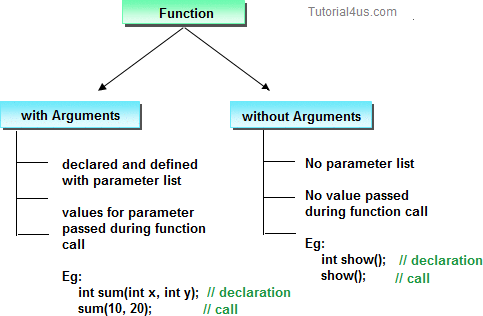 Function
Tutorial4us.com
with Arguments
declared and defined
with parameter list
values for parameter
passed during function
call
Eg:
int sum(int x, int y); // declaration
sum(10, 20); // call
without Arguments
No parameter list
No value passed
during function call
Eg:
int show(); // declaration
show(); // call